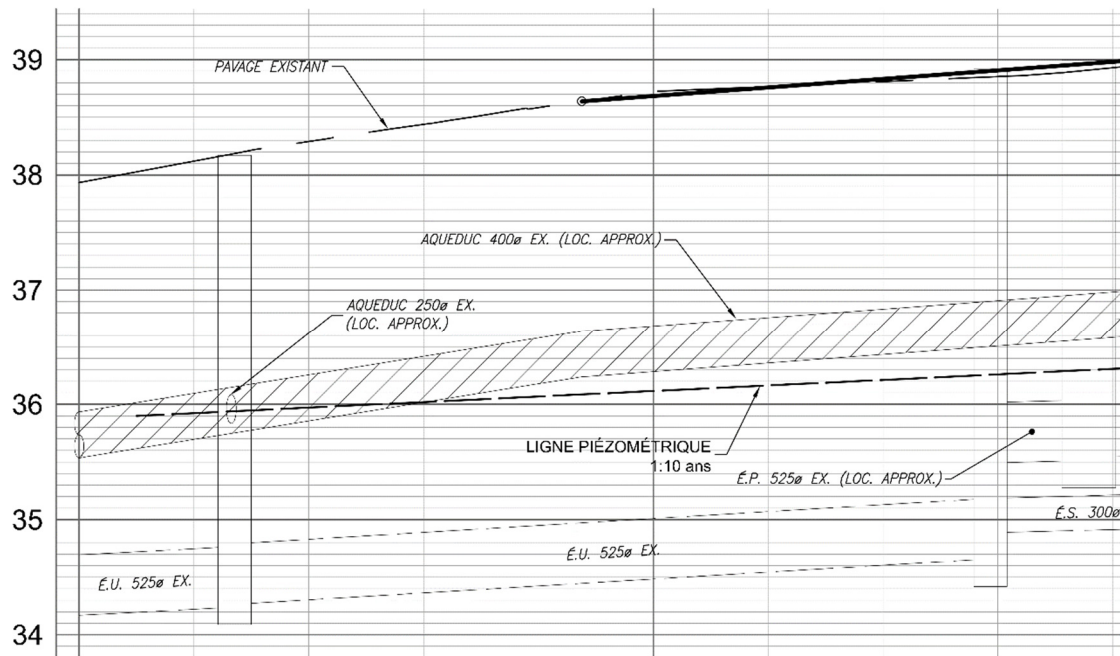 39
PAVAGE EXISTANT
38
AQUEDUC 400ø EX. (LOC. APPROX.)
37
AQUEDUC 250ø EX.
(LOC. APPROX.)
36
LIGNE PIÉZOMÉTRIQUE
1:10 ans
É.P. 525ø EX. (LOC. APPROX.)
35
É.S. 300ø
É.U. 525ø EX.
É.U. 525ø EX.
34